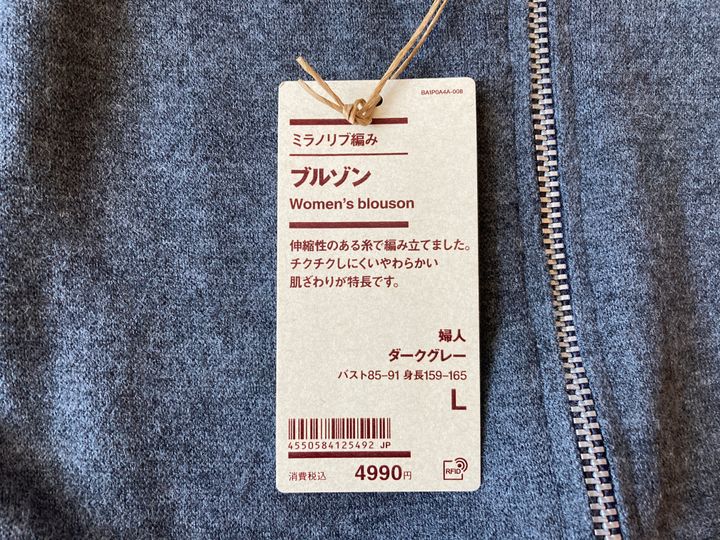 BA1P0A4A-008
ミラノリブ編み
ブルゾン
Women's blouson
伸縮性のある糸で編み立てました。
チクチクしにくいやわらかい
肌ざわりが特長です。
婦人
ダークグレー
バスト85–91 身長159–165
L
4550584125492 JP
消費税込 4990円
RFID